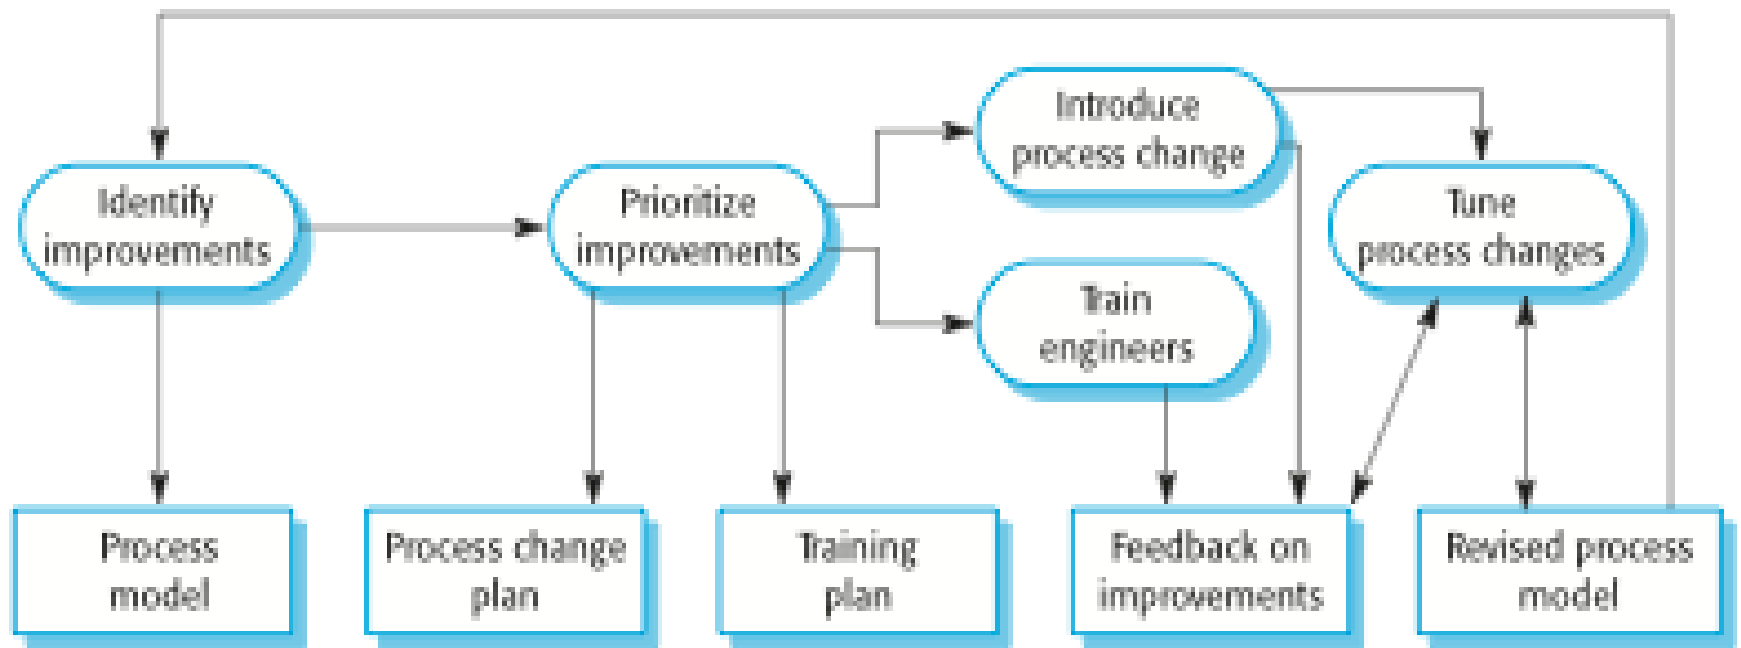 Introduce
process change
Identify
improvements
Prioritize
improvements
Tune
process changes
Train
engineers
Process
model
Process change
plan
Training
plan
Feedback on
improvements
Revised process
model